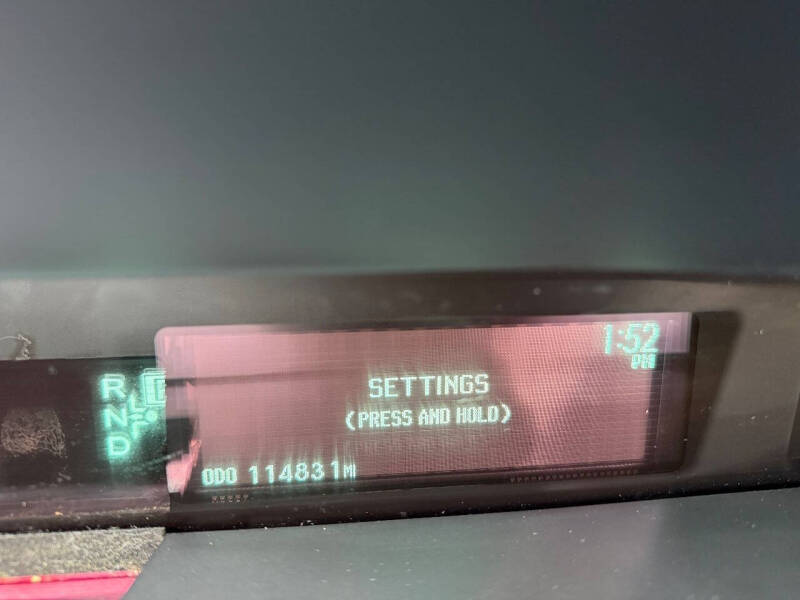 1:52
PM
SETTINGS
(PRESS AND HOLD)
R
N
D
ODO 114831 MI